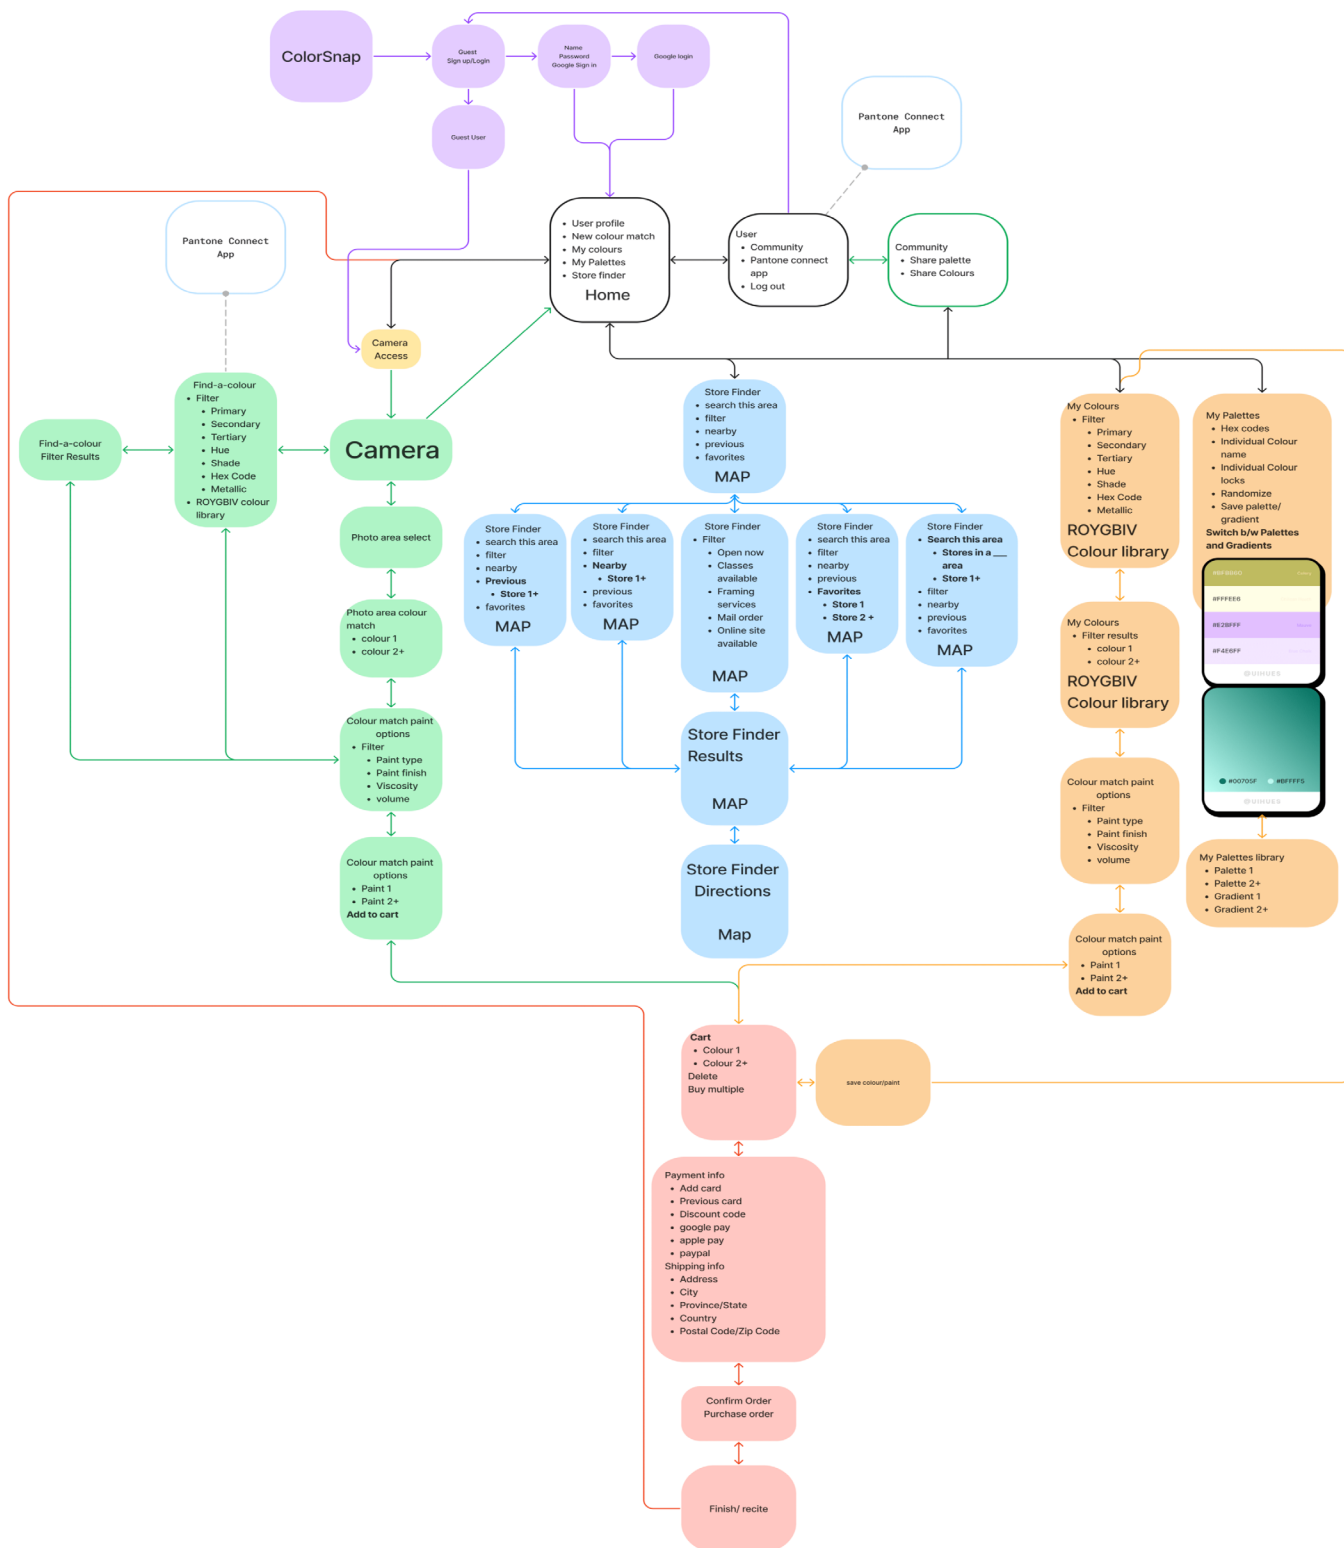 ColorSnap
Guest
Sign up/Login
Name
Password
Google Sign in
Google login
Guest User
Pantone Connect
App
Pantone Connect
App
• User profile
• New colour match
• My colours
• My Palettes
• Store finder
Home
User
• Community
• Pantone connect
app
• Log out
Community
• Share palette
• Share Colours
Camera
Access
Find-a-colour
Filter Results
Find-a-colour
• Filter
• Primary
• Secondary
• Tertiary
• Hue
• Shade
• Hex Code
• Metallic
• ROYGBIV colour
library
Camera
Photo area select
Photo area colour
match
• colour 1
• colour 2+
Colour match paint
options
• Filter
• Paint type
• Paint finish
• Viscosity
• volume
Colour match paint
options
• Paint 1
• Paint 2+
Add to cart
Store Finder
• search this area
• filter
• nearby
• previous
• favorites
MAP
Store Finder
• search this area
• filter
• nearby
• Previous
• Store 1+
• favorites
MAP
Store Finder
• search this area
• filter
• Nearby
• Store 1+
• previous
• favorites
MAP
Store Finder
• Filter
• Open now
• Classes
available
• Framing
services
• Mail order
• Online site
available
MAP
Store Finder
• search this area
• filter
• nearby
• previous
• Favorites
• Store 1
• Store 2 +
MAP
Store Finder
• Search this area
• Stores in a ___
area
• Store 1+
• filter
• nearby
• previous
• favorites
MAP
Store Finder
Results
MAP
Store Finder
Directions
Map
My Colours
• Filter
• Primary
• Secondary
• Tertiary
• Hue
• Shade
• Hex Code
• Metallic
ROYGBIV
Colour library
My Colours
• Filter results
• colour 1
• colour 2+
ROYGBIV
Colour library
Colour match paint
options
• Filter
• Paint type
• Paint finish
• Viscosity
• volume
Colour match paint
options
• Paint 1
• Paint 2+
Add to cart
My Palettes
• Hex codes
• Individual Colour
name
• Individual Colour
locks
• Randomize
• Save palette/
gradient
Switch b/w Palettes
and Gradients
#FFFEE6
#E2BFFF
#F4E6FF
UIHUES
#00705F #BFFFF5
UIHUES
My Palettes library
• Palette 1
• Palette 2+
• Gradient 1
• Gradient 2+
Cart
• Colour 1
• Colour 2+
Delete
Buy multiple
save colour/paint
Payment info
• Add card
• Previous card
• Discount code
• google pay
• apple pay
• paypal
Shipping info
• Address
• City
• Province/State
• Country
• Postal Code/Zip Code
Confirm Order
Purchase order
Finish/ recite